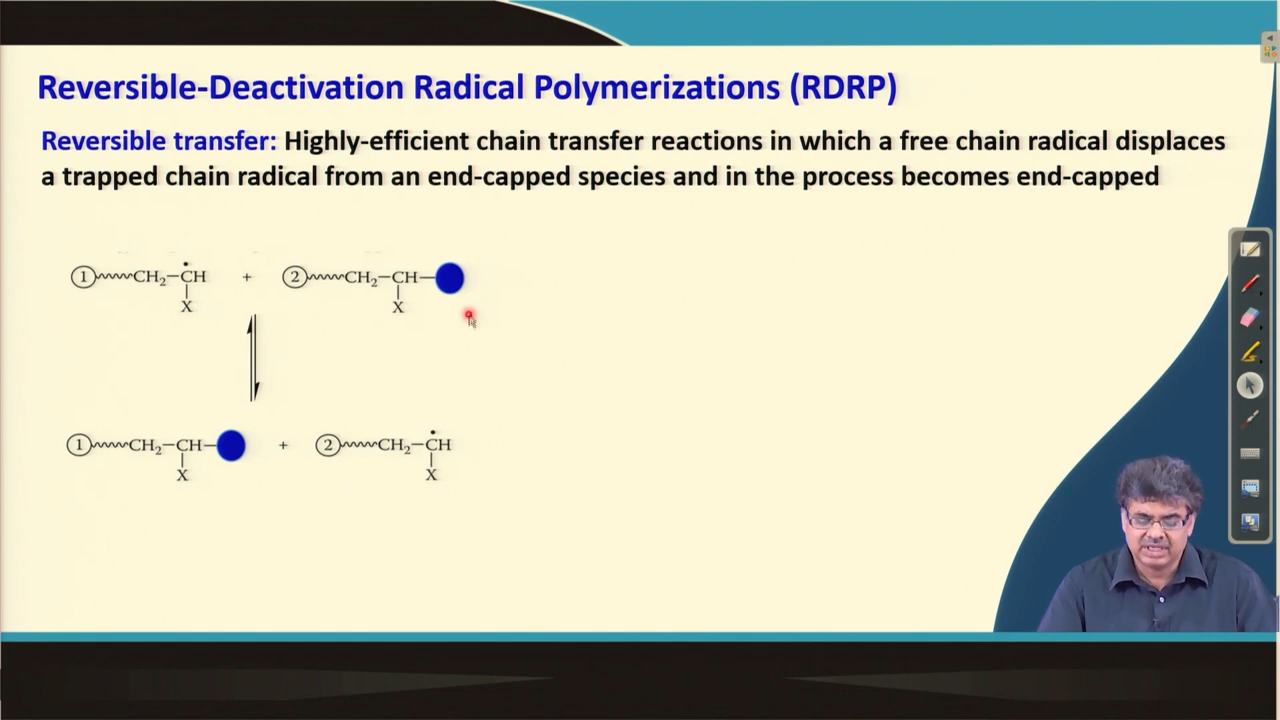 Reversible-Deactivation Radical Polymerizations (RDRP)
Reversible transfer: Highly-efficient chain transfer reactions in which a free chain radical displaces
a trapped chain radical from an end-capped species and in the process becomes end-capped
① CH₂–ĊH + ② CH₂–CH–
X X
① CH₂–CH– + ② CH₂–ĊH
X X